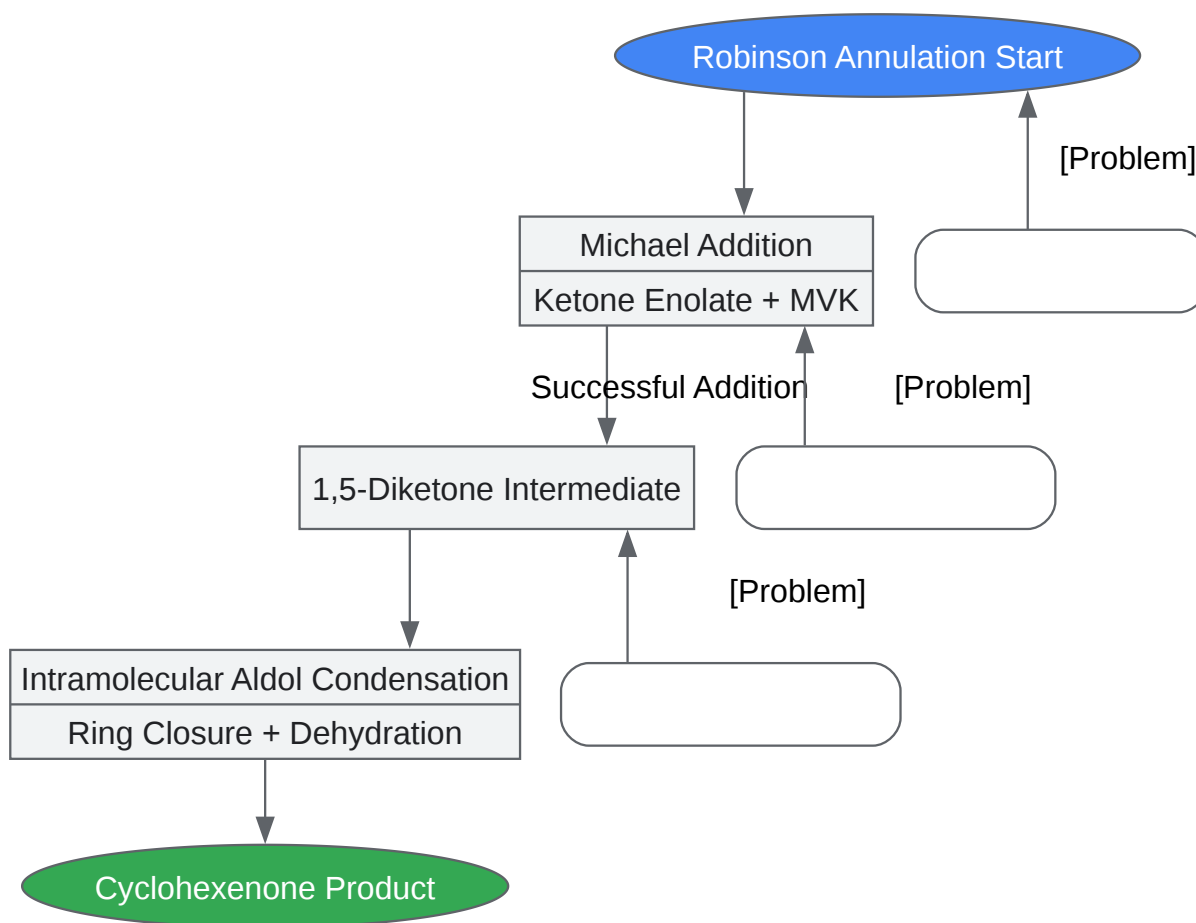 Robinson Annulation Start
[Problem]
Michael Addition
Ketone Enolate + MVK
Successful Addition
[Problem]
1,5-Diketone Intermediate
[Problem]
Intramolecular Aldol Condensation
Ring Closure + Dehydration
Cyclohexenone Product